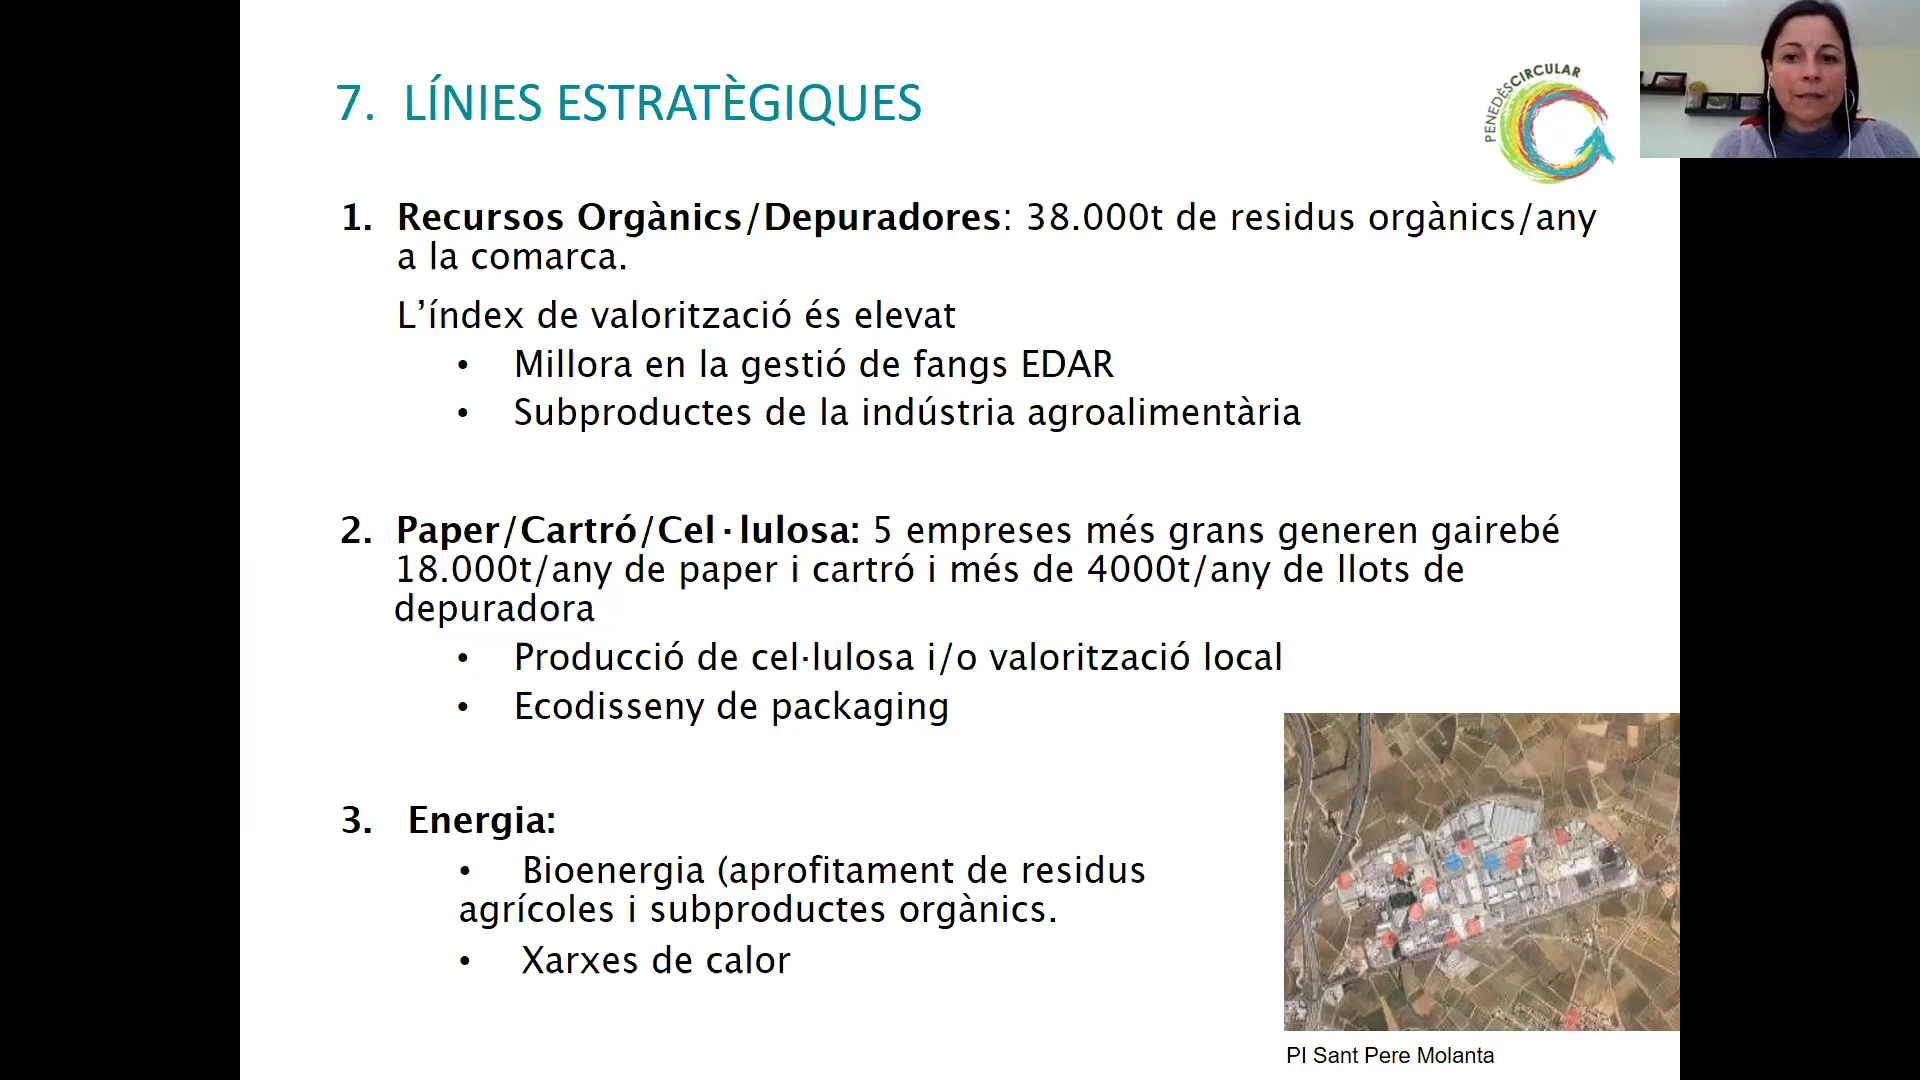 7. LÍNIES ESTRATÈGIQUES
PENEDÈSCIRCULAR
1. Recursos Orgànics/Depuradores: 38.000t de residus orgànics/any
a la comarca.
L’índex de valorització és elevat
• Millora en la gestió de fangs EDAR
• Subproductes de la indústria agroalimentària
2. Paper/Cartró/Cel·lulosa: 5 empreses més grans generen gairebé
18.000t/any de paper i cartró i més de 4000t/any de llots de
depuradora
• Producció de cel·lulosa i/o valorització local
• Ecodisseny de packaging
3. Energia:
• Bioenergia (aprofitament de residus
agrícoles i subproductes orgànics.
• Xarxes de calor
PI Sant Pere Molanta